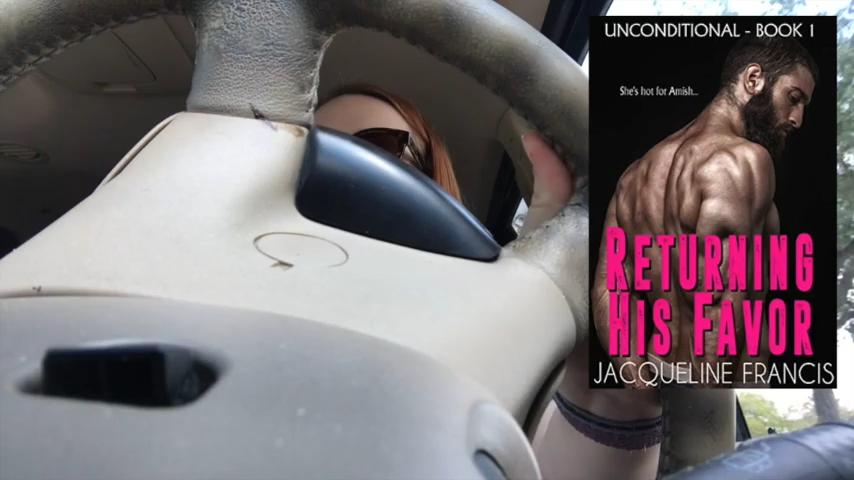 UNCONDITIONAL - BOOK 1
She's hot for Amish...
RETURNING
HIS FAVOR
JACQUELINE FRANCIS